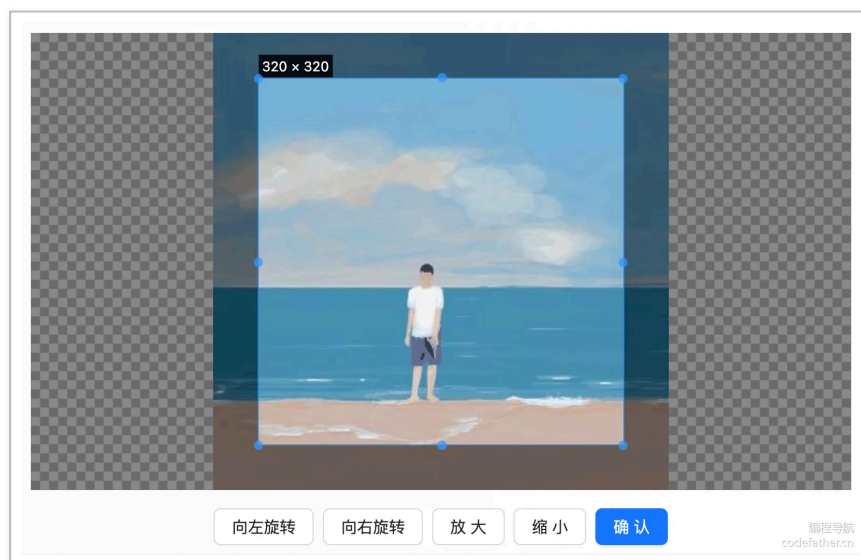 320 × 320
向左旋转
向右旋转
放 大
缩 小
确 认
编程导航
codefather.cn